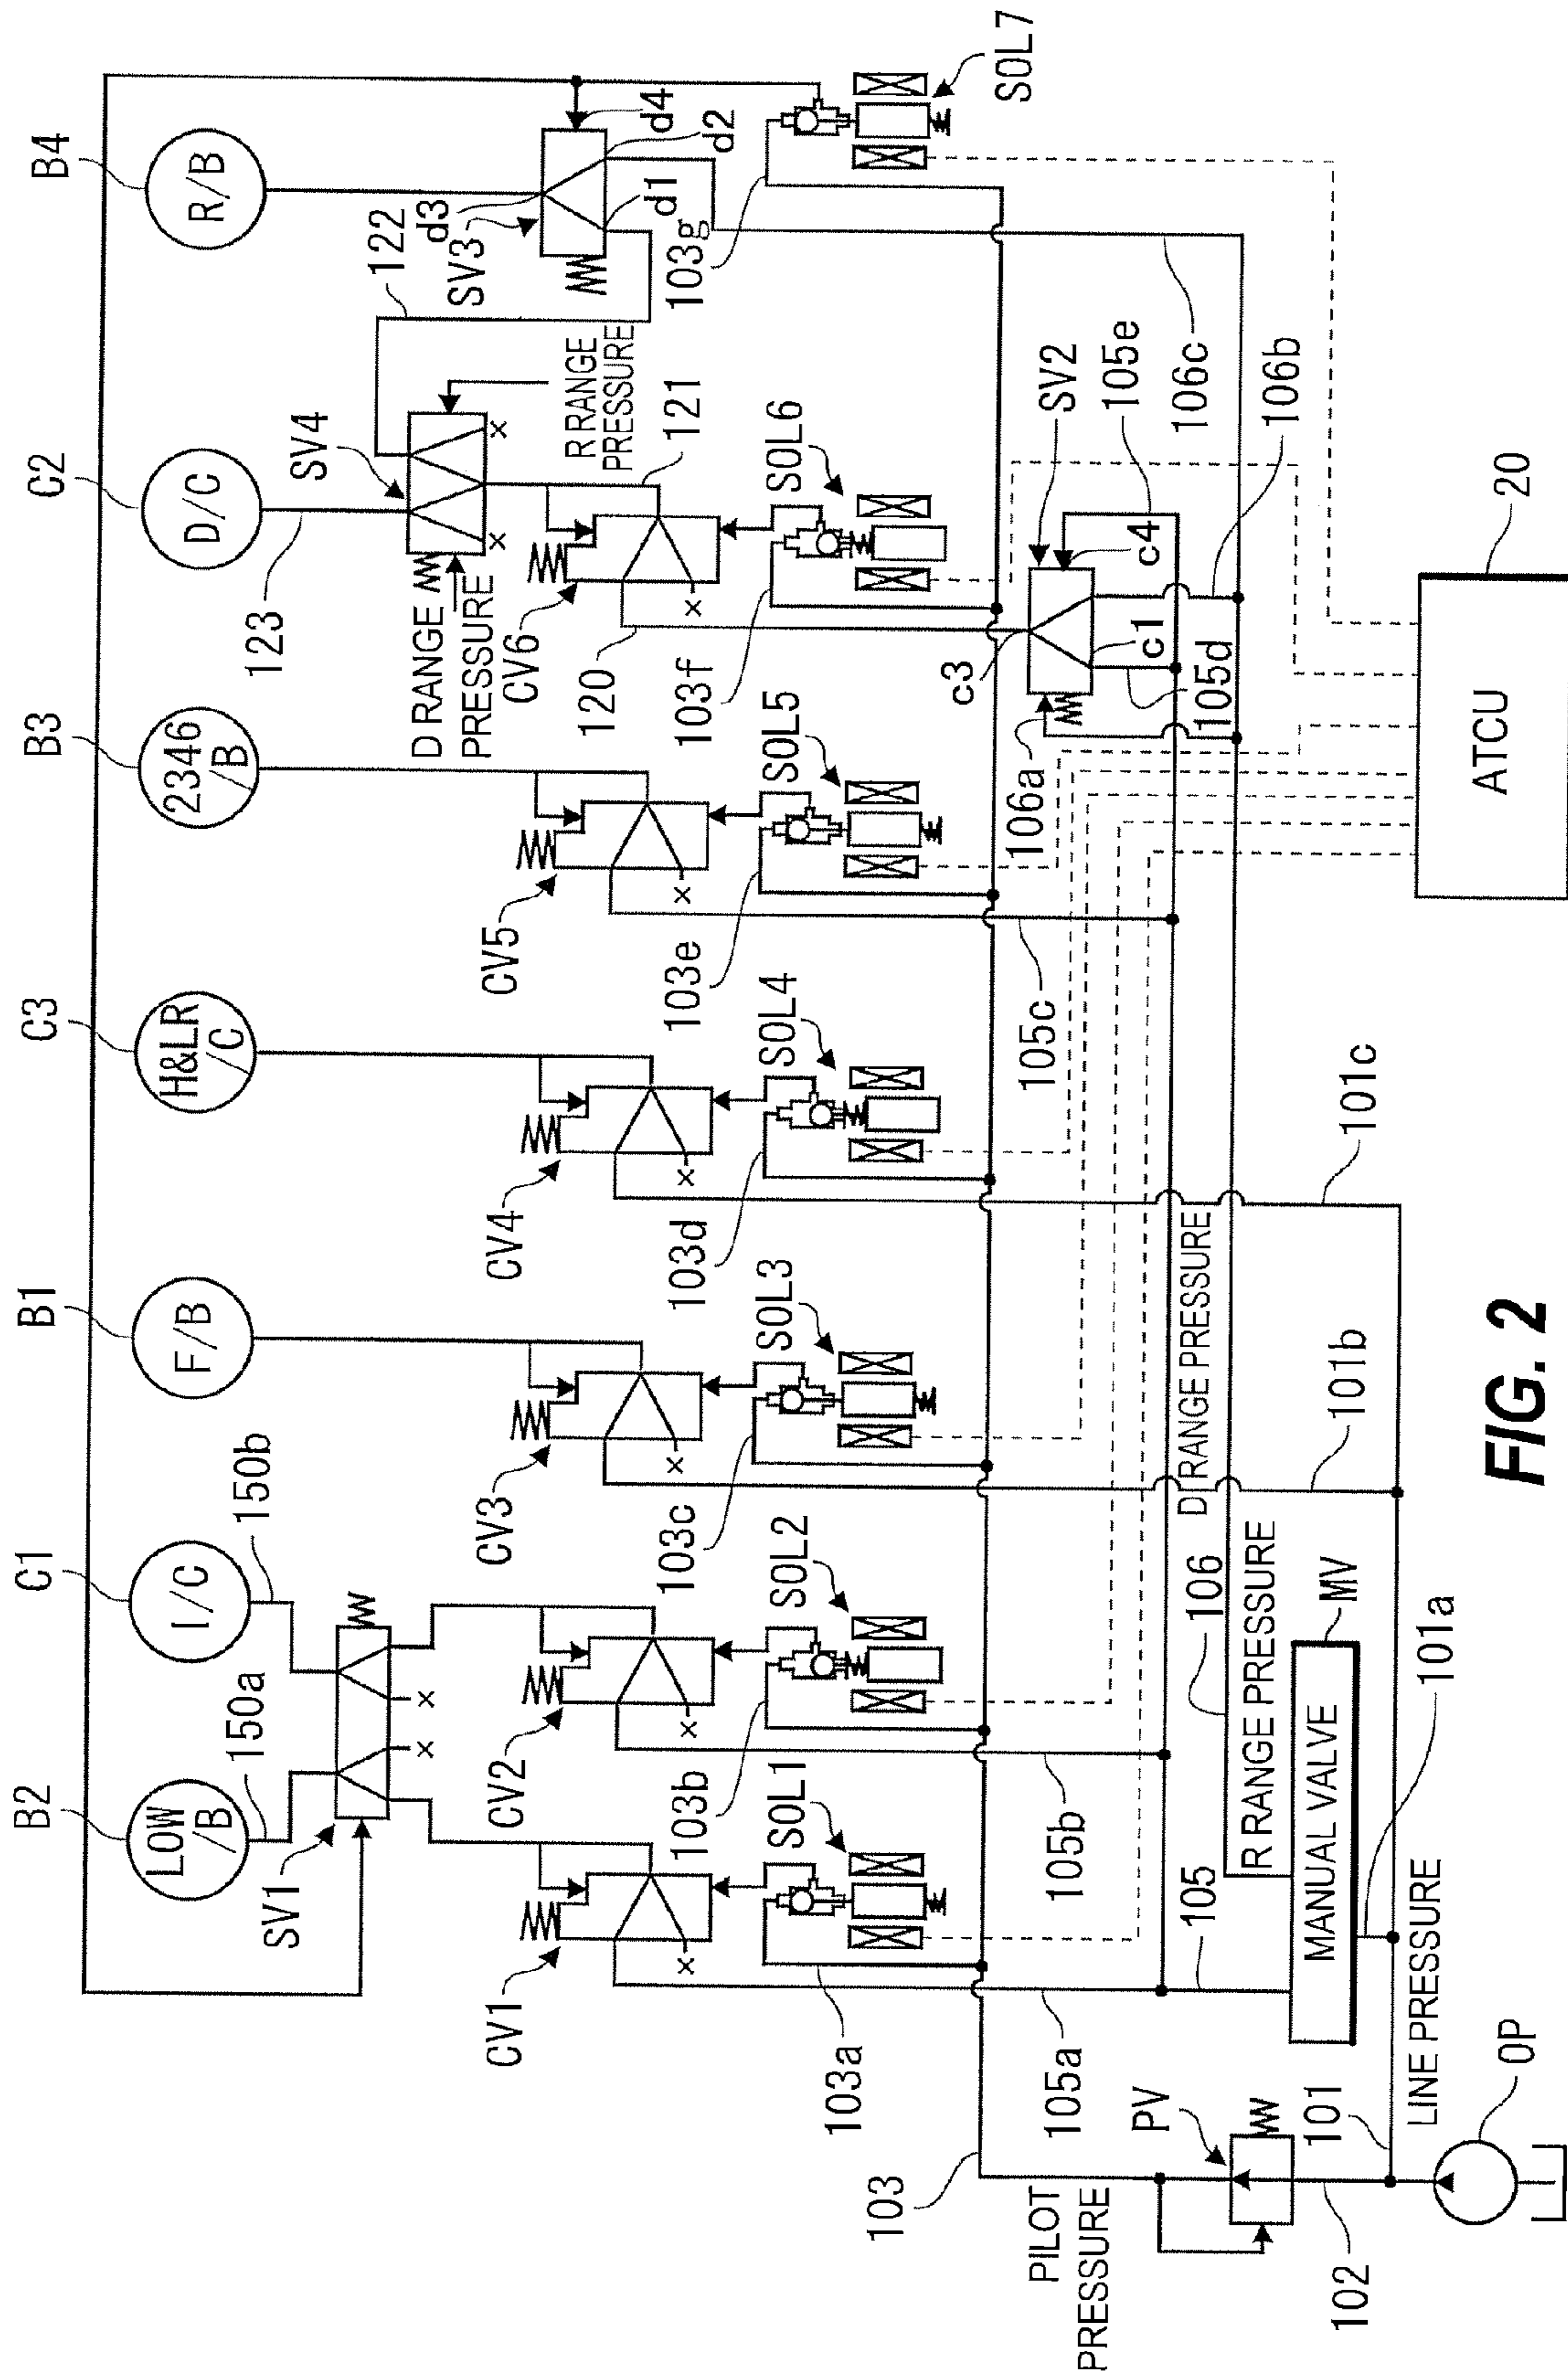 B2
C1
B1
C3
B3
C2
B4
LOW
/B
I/C
F/B
H&LR
/C
2346
/B
D/C
R/B
150a
150b
SV1
123
SV4
122
d3
SV3
d4
d2
d1
D RANGE
PRESSURE
R RANGE
PRESSURE
CV1
CV2
CV3
CV4
CV5
CV6
x
x
x
x
x
x
x
x
x
x
120
121
103a
SOL1
103b
SOL2
103c
SOL3
103d
SOL4
103e
SOL5
103f
SOL6
103g
SOL7
103
PILOT
PRESSURE
105a
105b
105c
c3
SV2
105e
c4
c1
105d
106a
106c
106b
D RANGE PRESSURE
PV
102
101
105
R RANGE PRESSURE
106
MANUAL VALVE
MV
101a
101b
101c
LINE PRESSURE
OP
ATCU
20
FIG. 2